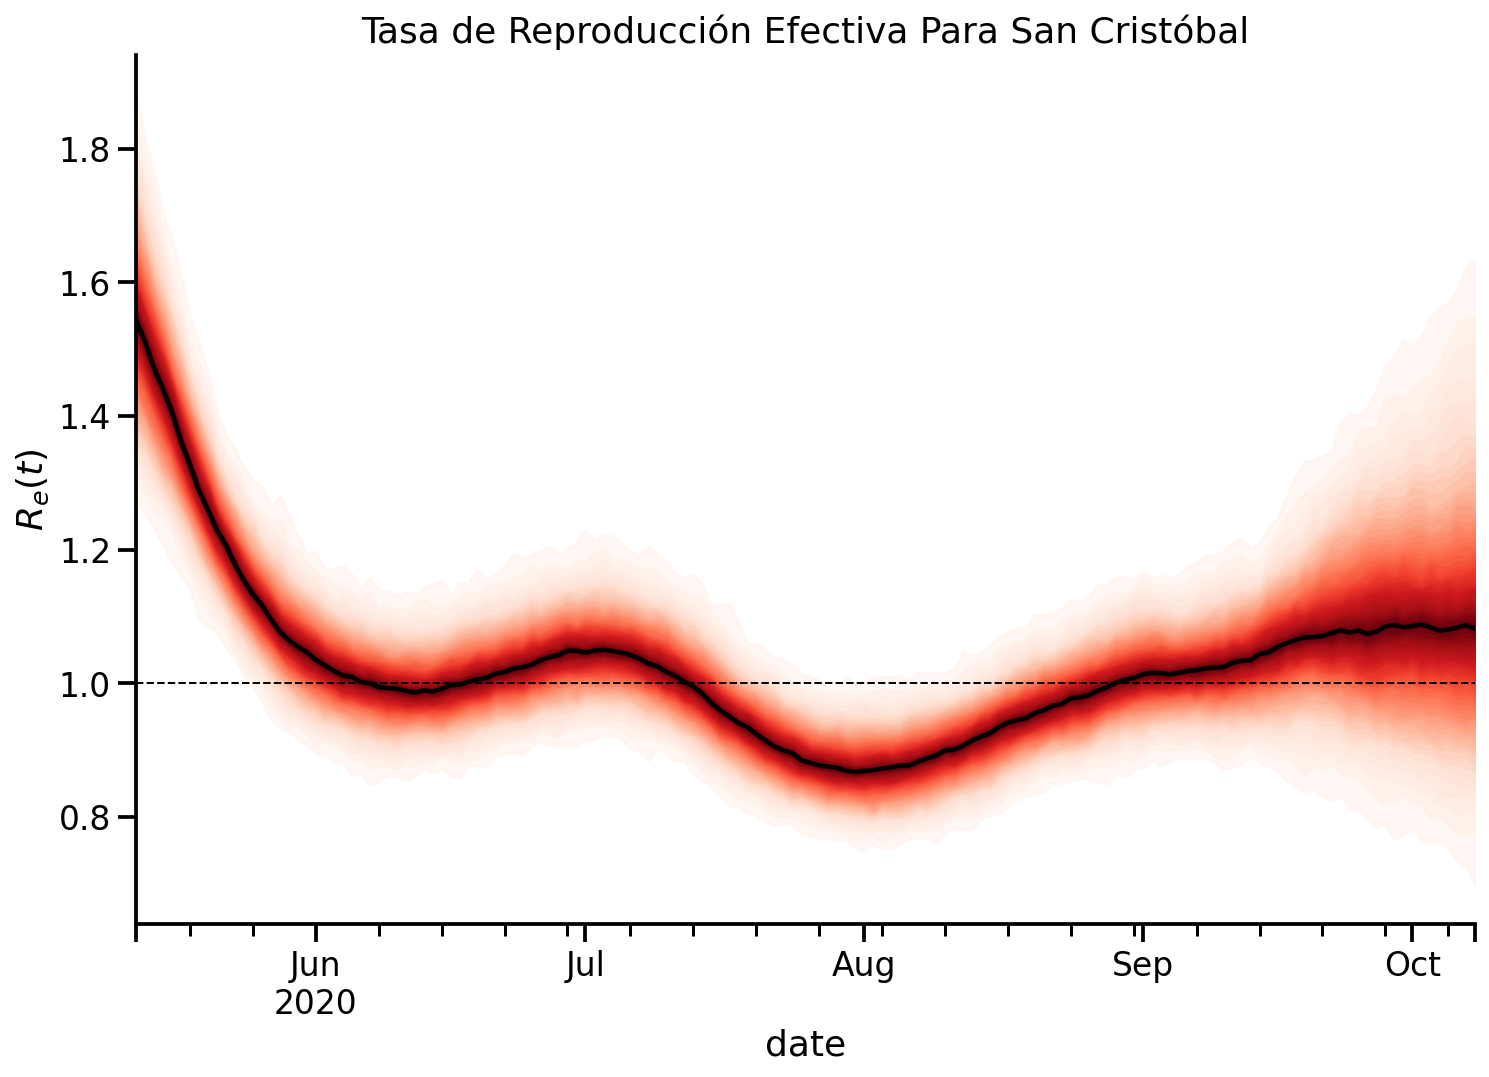 Tasa de Reproducción Efectiva Para San Cristóbal
1.8
1.6
1.4
1.2
1.0
0.8
Rₑ(t)
Jun
2020
Jul
Aug
Sep
Oct
date